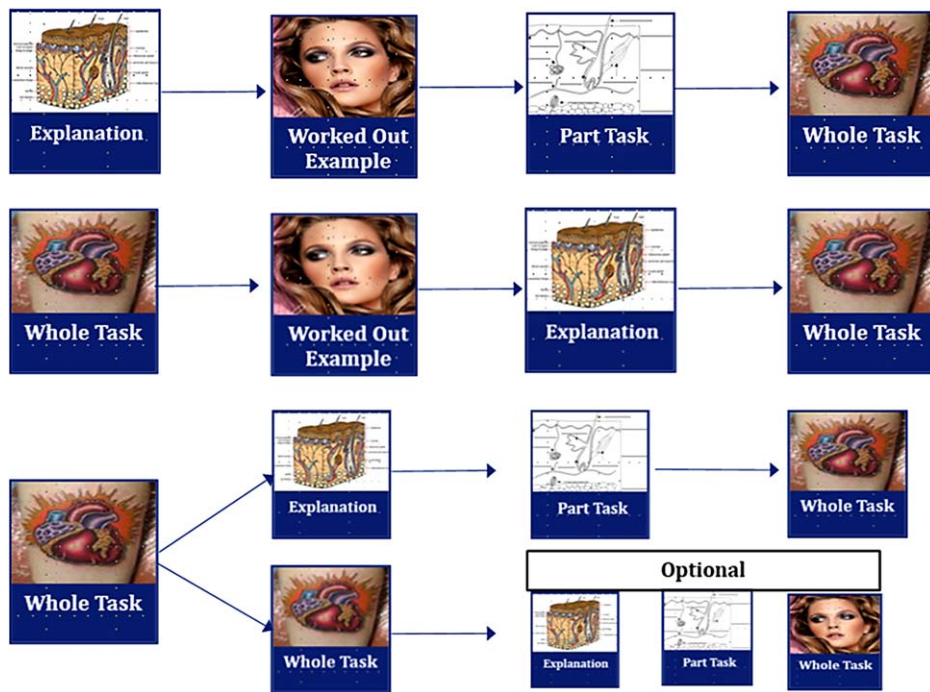 Explanation
Worked Out
Example
Part Task
Whole Task
Whole Task
Worked Out
Example
Explanation
Whole Task
Whole Task
Explanation
Part Task
Whole Task
Whole Task
Optional
Explanation
Part Task
Whole Task